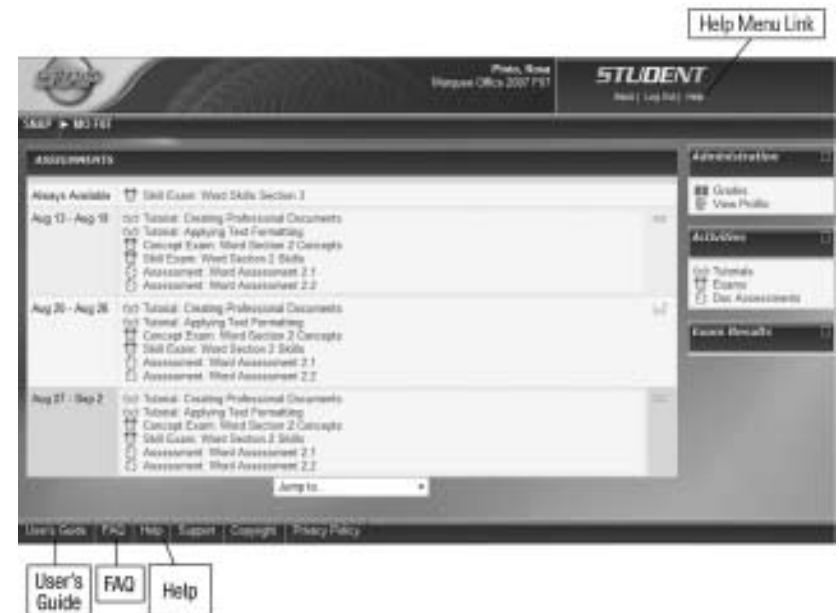 Help Menu Link
SNAP
Pinto, Rose
Marquee Office 2007 FST
STUDENT
Main | Log Out | Help
SNAP ► MO FST
ASSIGNMENTS
Always Available
Skill Exam: Word Skills Section 3
Aug 13 - Aug 19
Tutorial: Creating Professional Documents
Tutorial: Applying Text Formatting
Concept Exam: Word Section 2 Concepts
Skill Exam: Word Section 2 Skills
Assessment: Word Assessment 2.1
Assessment: Word Assessment 2.2
Aug 20 - Aug 26
Tutorial: Creating Professional Documents
Tutorial: Applying Text Formatting
Concept Exam: Word Section 2 Concepts
Skill Exam: Word Section 2 Skills
Assessment: Word Assessment 2.1
Assessment: Word Assessment 2.2
Aug 27 - Sep 2
Tutorial: Creating Professional Documents
Tutorial: Applying Text Formatting
Concept Exam: Word Section 2 Concepts
Skill Exam: Word Section 2 Skills
Assessment: Word Assessment 2.1
Assessment: Word Assessment 2.2
Jump to...
Administration
Grades
View Profile
Activities
Tutorials
Exams
Doc Assessments
Exam Results
User's Guide | FAQ | Help | Support | Copyright | Privacy Policy
User's
Guide
FAQ
Help